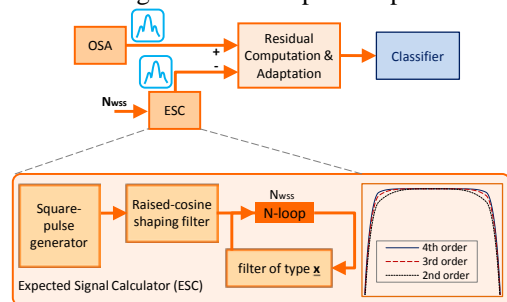 OSA
+
-
Residual
Computation &
Adaptation
Classifier
Nwss
ESC
Square-
pulse
generator
Raised-cosine
shaping filter
Nwss
N-loop
filter of type x
Expected Signal Calculator (ESC)
4th order
3rd order
2nd order